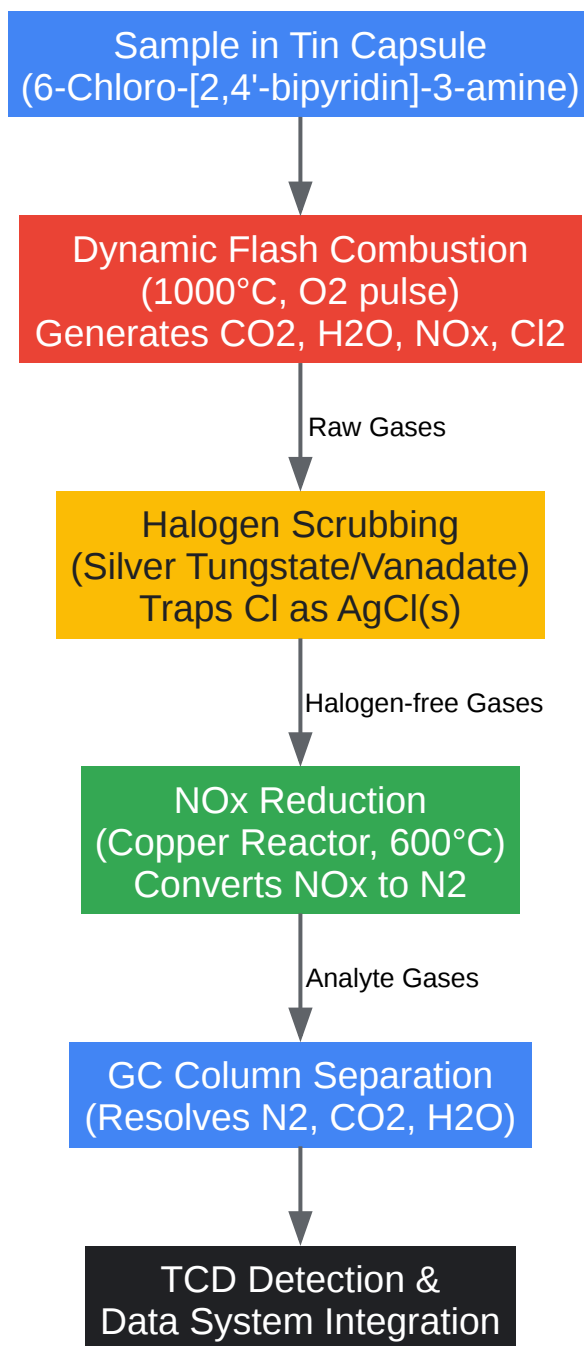 Sample in Tin Capsule
(6-Chloro-[2,4'-bipyridin]-3-amine)
Dynamic Flash Combustion
(1000°C, O2 pulse)
Generates CO2, H2O, NOx, Cl2
Raw Gases
Halogen Scrubbing
(Silver Tungstate/Vanadate)
Traps Cl as AgCl(s)
Halogen-free Gases
NOx Reduction
(Copper Reactor, 600°C)
Converts NOx to N2
Analyte Gases
GC Column Separation
(Resolves N2, CO2, H2O)
TCD Detection &
Data System Integration